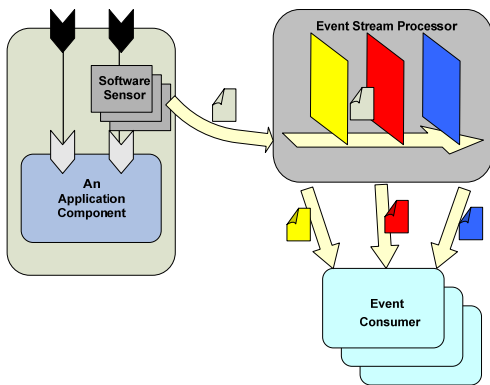 Event Stream Processor
Software
Sensor
An
Application
Component
Event
Consumer